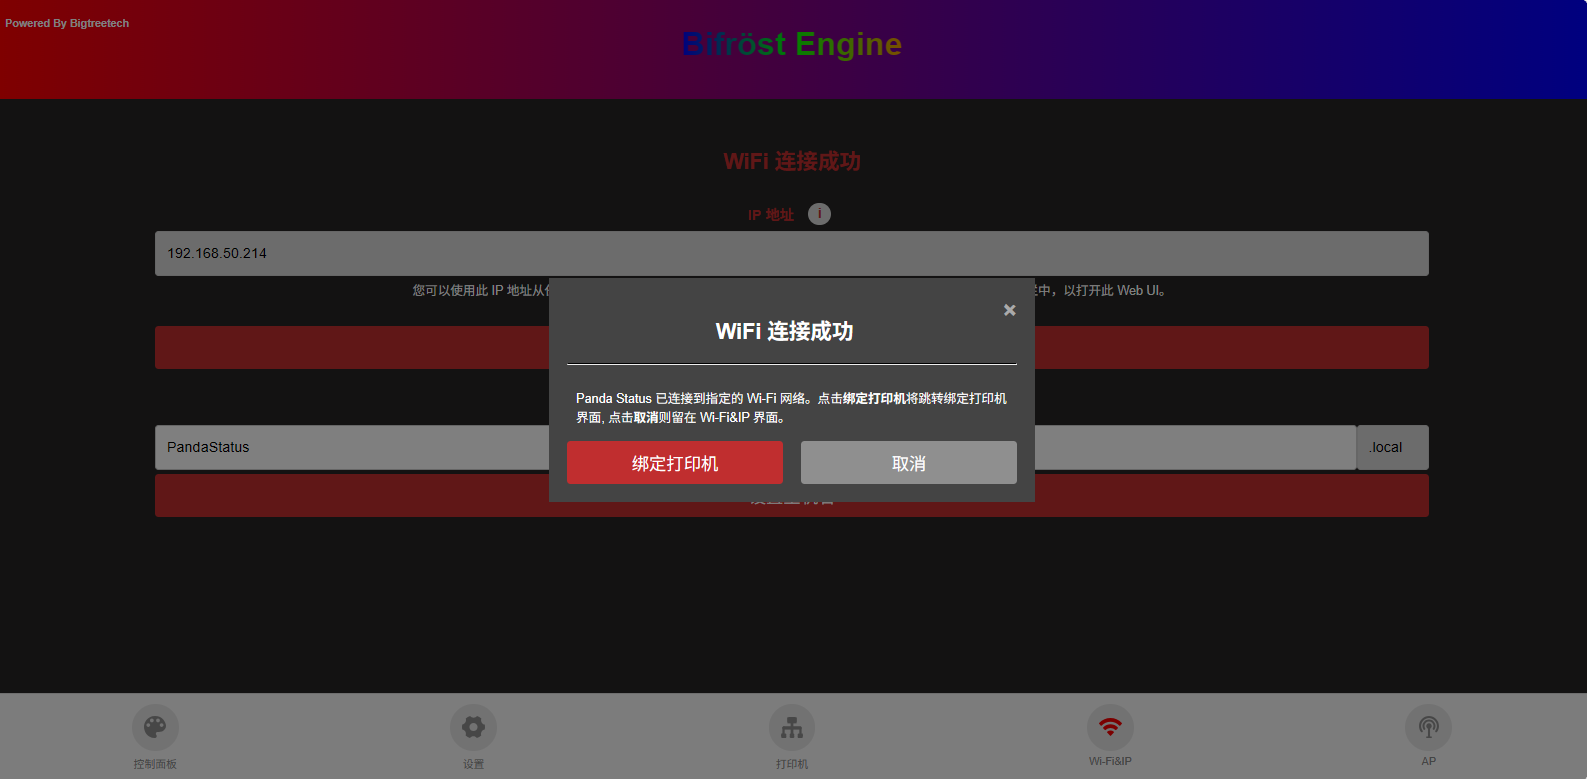 Powered By Bigtreetech
Bifröst Engine
WiFi 连接成功
IP 地址 i
192.168.50.214
您可以使用此 IP 地址从
中，以打开此 Web UI。
WiFi 连接成功
Panda Status 已连接到指定的 Wi-Fi 网络。点击绑定打印机将跳转绑定打印机
界面, 点击取消则留在 Wi-Fi&IP 界面。
绑定打印机 取消
PandaStatus .local
控制面板 设置 打印机 Wi-Fi&IP AP